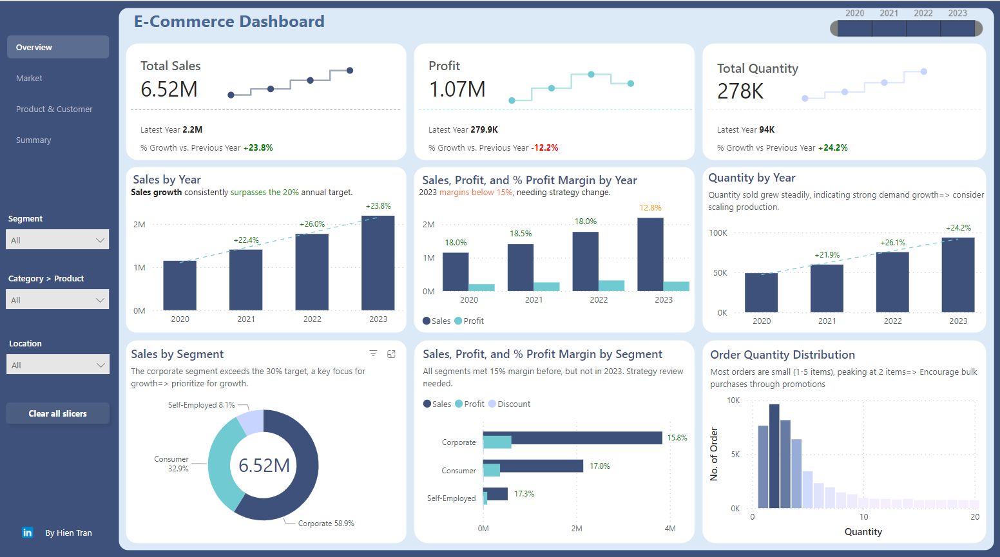 E-Commerce Dashboard
2020 2021 2022 2023
Overview
Market
Product & Customer
Summary
Segment
All
Category > Product
All
Location
All
Clear all slicers
in By Hien Tran
Total Sales
6.52M
Latest Year 2.2M
% Growth vs. Previous Year +23.8%
Profit
1.07M
Latest Year 279.9K
% Growth vs. Previous Year -12.2%
Total Quantity
278K
Latest Year 94K
% Growth vs Previous Year +24.2%
Sales by Year
Sales growth consistently surpasses the 20% annual target.
+23.8%
+26.0%
+22.4%
2M
1M
0M
2020 2021 2022 2023
Sales, Profit, and % Profit Margin by Year
2023 margins below 15%, needing strategy change.
12.8%
18.0%
18.5%
18.0%
2M
1M
0M
2020 2021 2022 2023
Sales Profit
Quantity by Year
Quantity sold grew steadily, indicating strong demand growth=> consider
scaling production.
+24.2%
+26.1%
+21.9%
100K
50K
0K
2020 2021 2022 2023
Sales by Segment
The corporate segment exceeds the 30% target, a key focus for
growth=> prioritize for growth.
Self-Employed 8.1%
Consumer
32.9%
6.52M
Corporate 58.9%
Sales, Profit, and % Profit Margin by Segment
All segments met 15% margin before, but not in 2023. Strategy review
needed.
Sales Profit Discount
Corporate 15.8%
Consumer 17.0%
Self-Employed 17.3%
0M 2M 4M
Order Quantity Distribution
Most orders are small (1-5 items), peaking at 2 items=> Encourage bulk
purchases through promotions
10K
5K
0K
No. of Order
0 10 20
Quantity